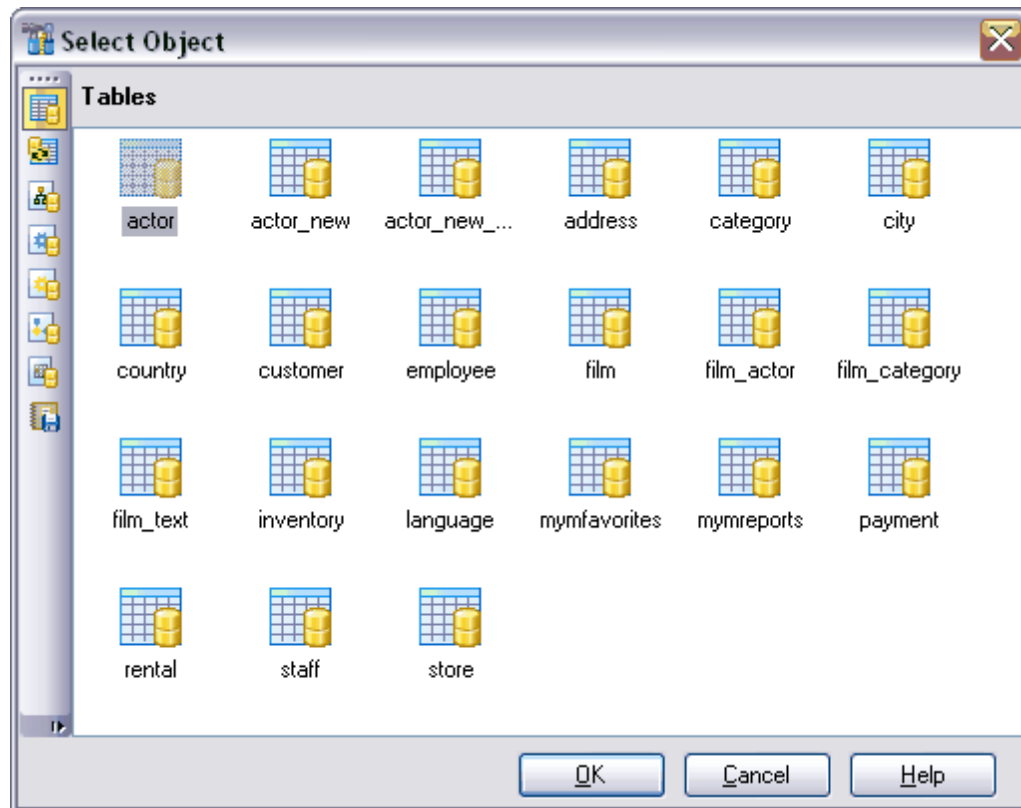 Select Object
Tables
actor actor_new actor_new_... address category city
country customer employee film film_actor film_category
film_text inventory language mymfavorites mymreports payment
rental staff store
OK Cancel Help